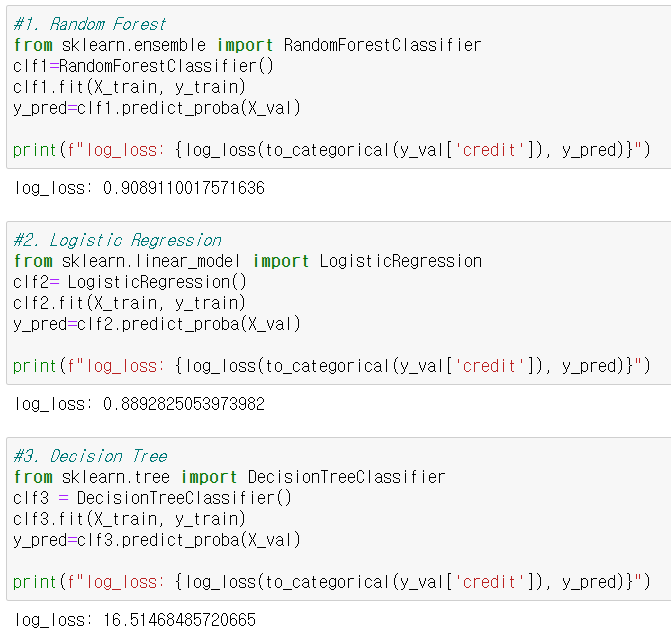 #1. Random Forest
from sklearn.ensemble import RandomForestClassifier
clf1=RandomForestClassifier()
clf1.fit(X_train, y_train)
y_pred=clf1.predict_proba(X_val)
print(f"log_loss: {log_loss(to_categorical(y_val['credit']), y_pred)}")
log_loss: 0.9089110017571636
#2. Logistic Regression
from sklearn.linear_model import LogisticRegression
clf2= LogisticRegression()
clf2.fit(X_train, y_train)
y_pred=clf2.predict_proba(X_val)
print(f"log_loss: {log_loss(to_categorical(y_val['credit']), y_pred)}")
log_loss: 0.8892825053973982
#3. Decision Tree
from sklearn.tree import DecisionTreeClassifier
clf3 = DecisionTreeClassifier()
clf3.fit(X_train, y_train)
y_pred=clf3.predict_proba(X_val)
print(f"log_loss: {log_loss(to_categorical(y_val['credit']), y_pred)}")
log_loss: 16.51468485720665